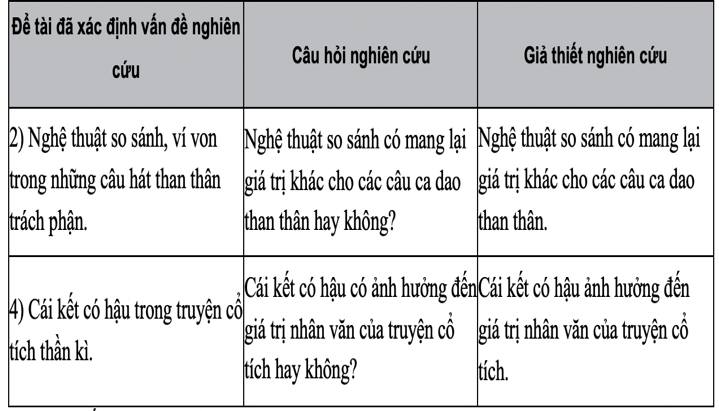 Đề tài đã xác định vấn đề nghiên
cứu
Câu hỏi nghiên cứu
Giả thiết nghiên cứu
2) Nghệ thuật so sánh, ví von
trong những câu hát than thân
trách phận.
Nghệ thuật so sánh có mang lại
giá trị khác cho các câu ca dao
than thân hay không?
Nghệ thuật so sánh có mang lại
giá trị khác cho các câu ca dao
than thân.
4) Cái kết có hậu trong truyện cổ
tích thần kì.
Cái kết có hậu có ảnh hưởng đến
giá trị nhân văn của truyện cổ
tích hay không?
Cái kết có hậu ảnh hưởng đến
giá trị nhân văn của truyện cổ
tích.